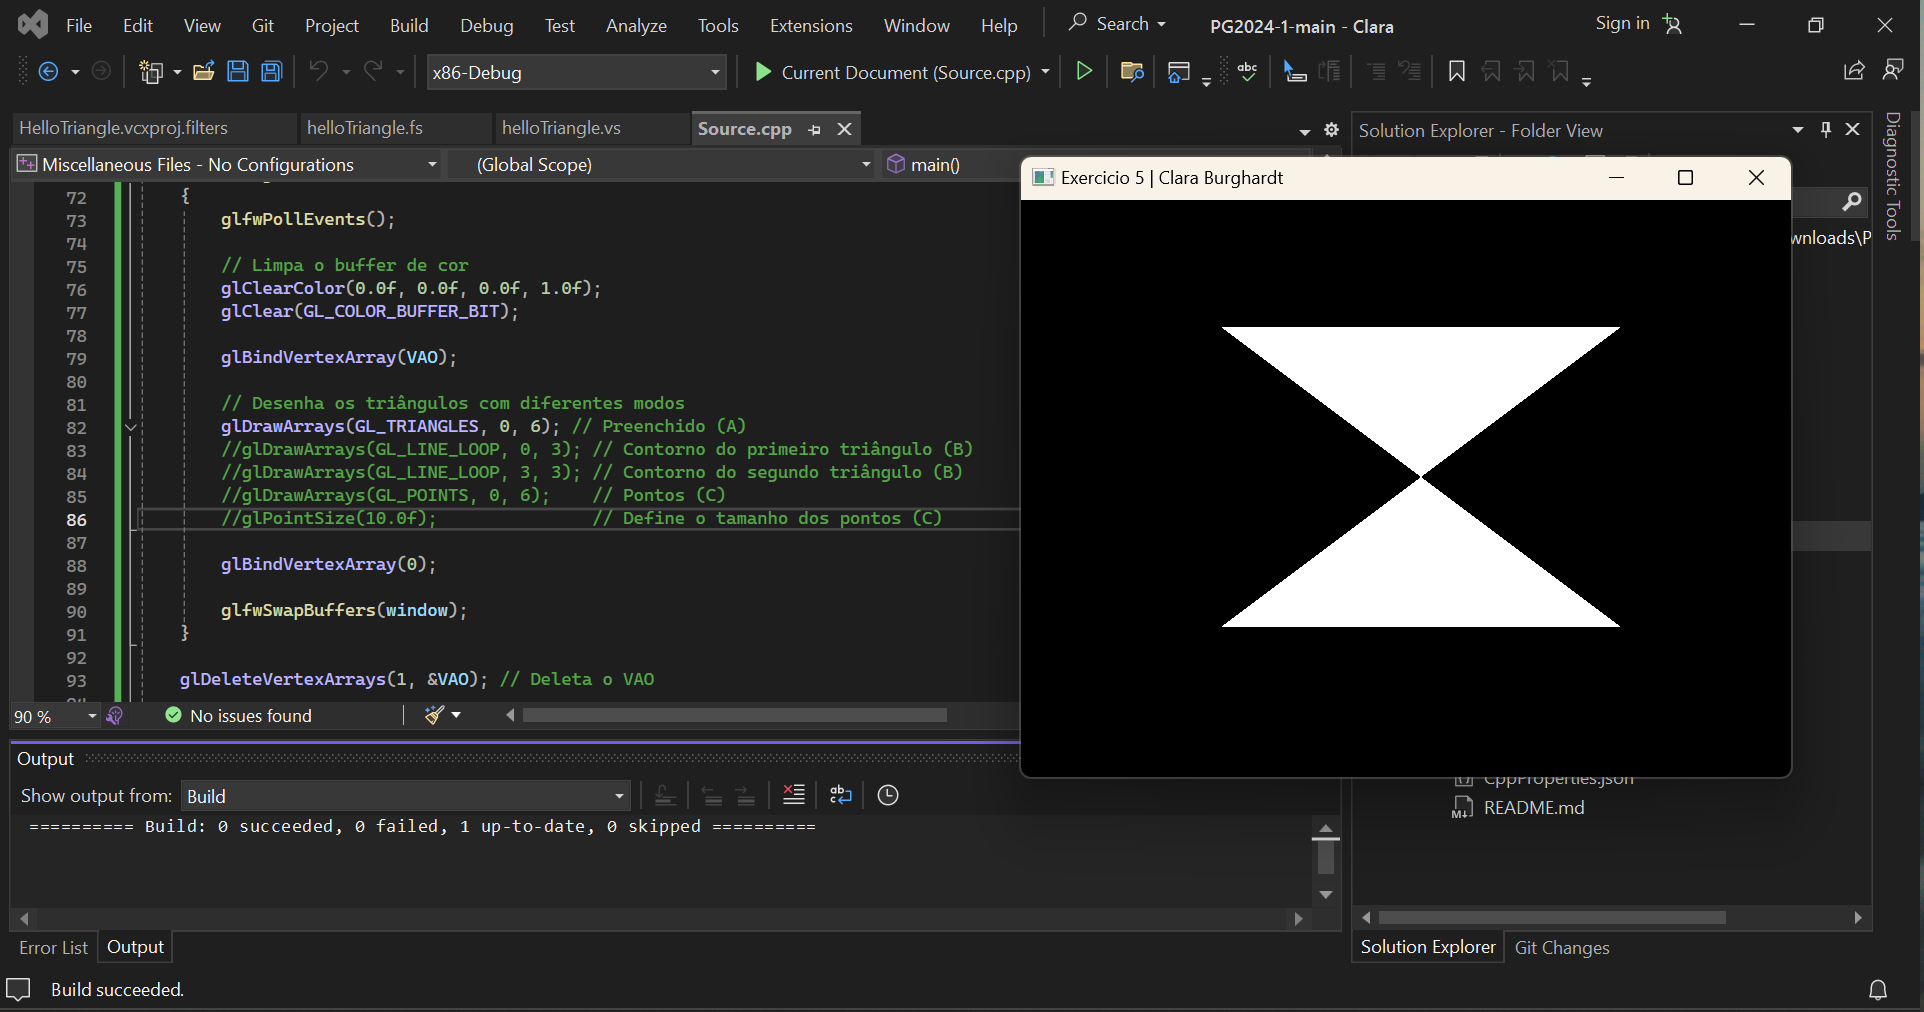 File Edit View Git Project Build Debug Test Analyze Tools Extensions Window Help Search PG2024-1-main - Clara Sign in
x86-Debug Current Document (Source.cpp)
HelloTriangle.vcxproj.filters helloTriangle.fs helloTriangle.vs Source.cpp Solution Explorer - Folder View
Miscellaneous Files - No Configurations (Global Scope) main()
Diagnostic Tools
Exercicio 5 | Clara Burghardt
wnloads\P
72 {
73 glfwPollEvents();
74
75 // Limpa o buffer de cor
76 glClearColor(0.0f, 0.0f, 0.0f, 1.0f);
77 glClear(GL_COLOR_BUFFER_BIT);
78
79 glBindVertexArray(VAO);
80
81 // Desenha os triângulos com diferentes modos
82 glDrawArrays(GL_TRIANGLES, 0, 6); // Preenchido (A)
83 //glDrawArrays(GL_LINE_LOOP, 0, 3); // Contorno do primeiro triângulo (B)
84 //glDrawArrays(GL_LINE_LOOP, 3, 3); // Contorno do segundo triângulo (B)
85 //glDrawArrays(GL_POINTS, 0, 6); // Pontos (C)
86 //glPointSize(10.0f); // Define o tamanho dos pontos (C)
87
88 glBindVertexArray(0);
89
90 glfwSwapBuffers(window);
91 }
92
93 glDeleteVertexArrays(1, &VAO); // Deleta o VAO
90 % No issues found
Output
Show output from: Build
========== Build: 0 succeeded, 0 failed, 1 up-to-date, 0 skipped ==========
CppProperties.json
README.md
Error List Output
Solution Explorer Git Changes
Build succeeded.